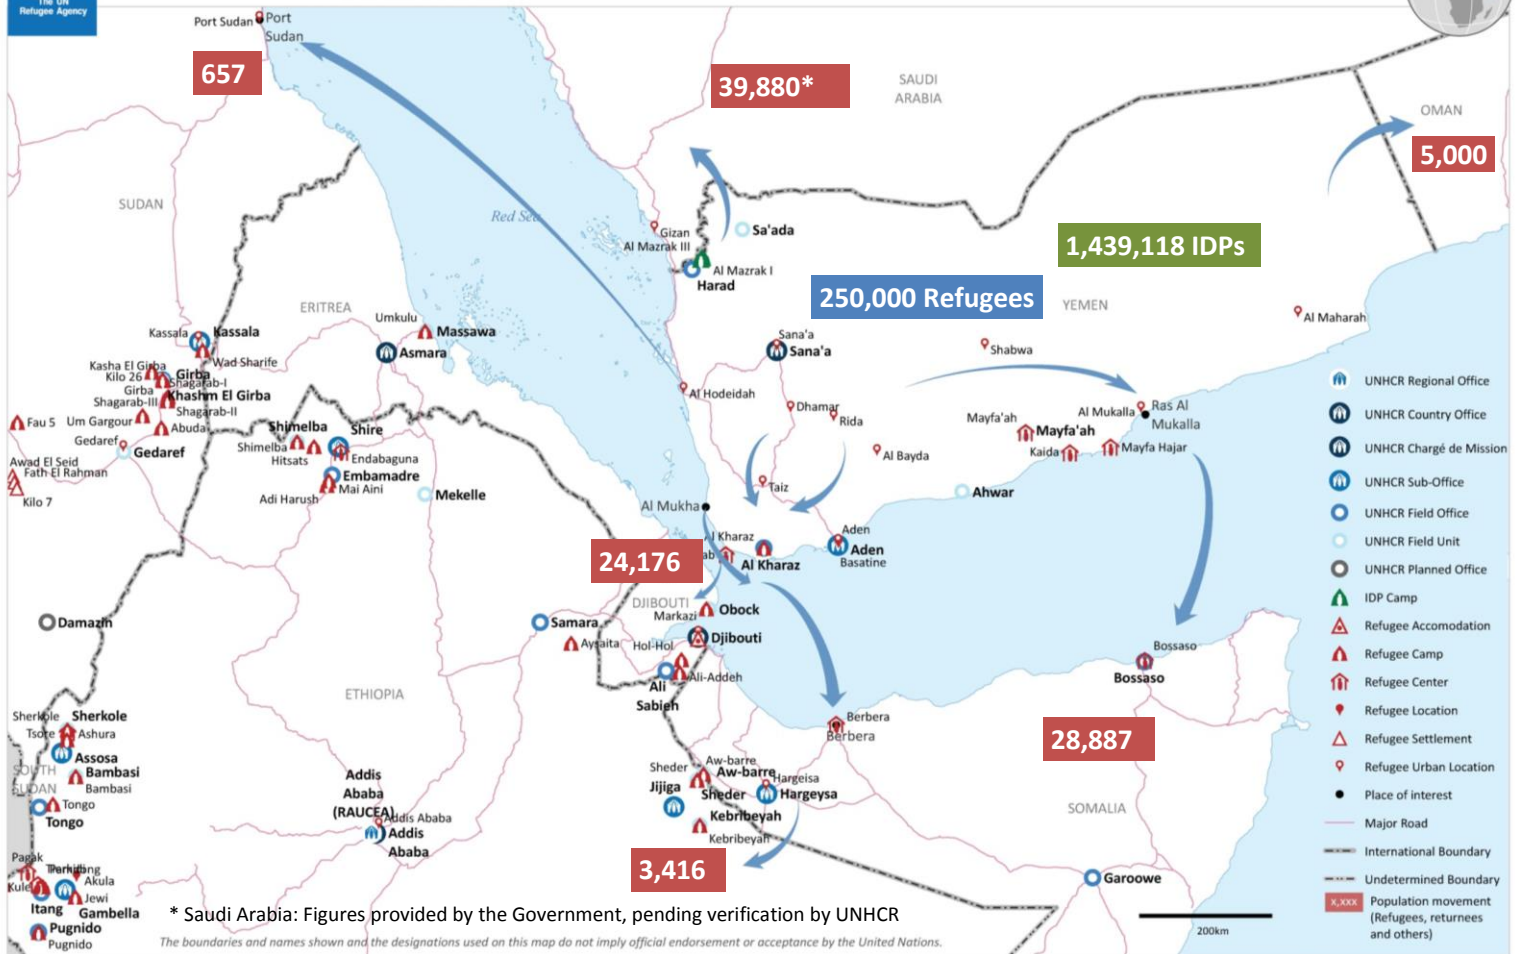 The UN
Refugee Agency
Port Sudan
Port
Sudan
657
39,880*
SAUDI
ARABIA
OMAN
5,000
SUDAN
Red Sea
Gizan
Al Mazrak III
Sa'ada
Al Mazrak I
Harad
1,439,118 IDPs
250,000 Refugees
YEMEN
Al Maharah
ERITREA
Umkulu
Massawa
Kassala
Kassala
Asmara
Wad Sharife
Sana'a
Sana'a
Shabwa
Kasha El Girba
Kilo 26
Girba
Shagarab-I
Girba
Khashm El Girba
Shagarab-III
Shagarab-II
Fau 5
Um Gargour
Abuda
Gedaref
Gedaref
Al Hodeidah
Dhamar
Rida
Mayfa'ah
Mayfa'ah
Al Mukalla
Ras Al
Mukalla
Kaida
Mayfa Hajar
Al Bayda
Shimelba
Shire
Shimelba
Hitsats
Endabaguna
Embamadre
Mai Aini
Adi Harush
Mekelle
Awad El Seid
Fath El Rahman
Kilo 7
Taiz
Ahwar
Al Mukha
Al Kharaz
Al Kharaz
Aden
Aden
Basatine
24,176
DJIBOUTI
Markazi
Obock
Damazin
Samara
Aysaita
Hol-Hol
Djibouti
Ali-Addeh
Ali
Sabieh
Bossaso
Bossaso
ETHIOPIA
Sherkole
Sherkole
Tsore
Ashura
Assosa
Bambasi
Bambasi
SOUTH
SUDAN
Tongo
Tongo
Berbera
Berbera
28,887
Sheder
Aw-barre
Aw-barre
Hargeisa
Jijiga
Sheder
Hargeysa
Kebribeyah
Kebribeyah
SOMALIA
Addis
Ababa
(RAUCEA)
Addis Ababa
Addis
Ababa
3,416
Garoowe
Pagak
Kule
Akula
Jewi
Itang
Gambella
Pugnido
Pugnido
UNHCR Regional Office
UNHCR Country Office
UNHCR Chargé de Mission
UNHCR Sub-Office
UNHCR Field Office
UNHCR Field Unit
UNHCR Planned Office
IDP Camp
Refugee Accomodation
Refugee Camp
Refugee Center
Refugee Location
Refugee Settlement
Refugee Urban Location
Place of interest
Major Road
International Boundary
Undetermined Boundary
x,xxx
Population movement
(Refugees, returnees
and others)
200km
* Saudi Arabia: Figures provided by the Government, pending verification by UNHCR
The boundaries and names shown and the designations used on this map do not imply official endorsement or acceptance by the United Nations.